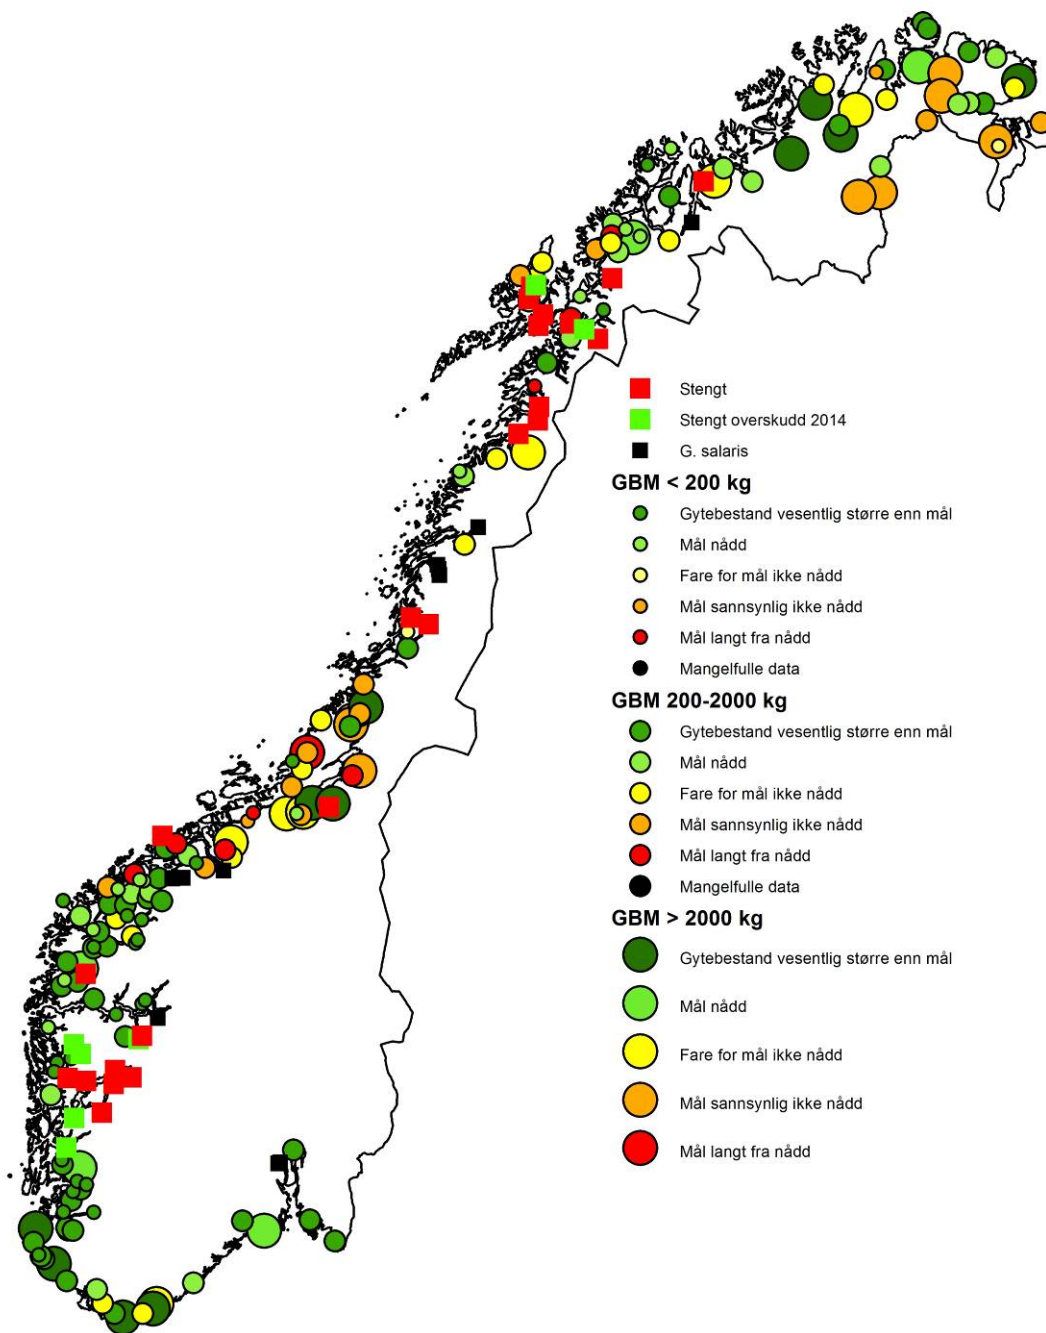 Stengt
Stengt overskudd 2014
G. salaris
GBM < 200 kg
Gytebestand vesentlig større enn mål
Mål nådd
Fare for mål ikke nådd
Mål sannsynlig ikke nådd
Mål langt fra nådd
Mangelfulle data
GBM 200-2000 kg
Gytebestand vesentlig større enn mål
Mål nådd
Fare for mål ikke nådd
Mål sannsynlig ikke nådd
Mål langt fra nådd
Mangelfulle data
GBM > 2000 kg
Gytebestand vesentlig større enn mål
Mål nådd
Fare for mål ikke nådd
Mål sannsynlig ikke nådd
Mål langt fra nådd